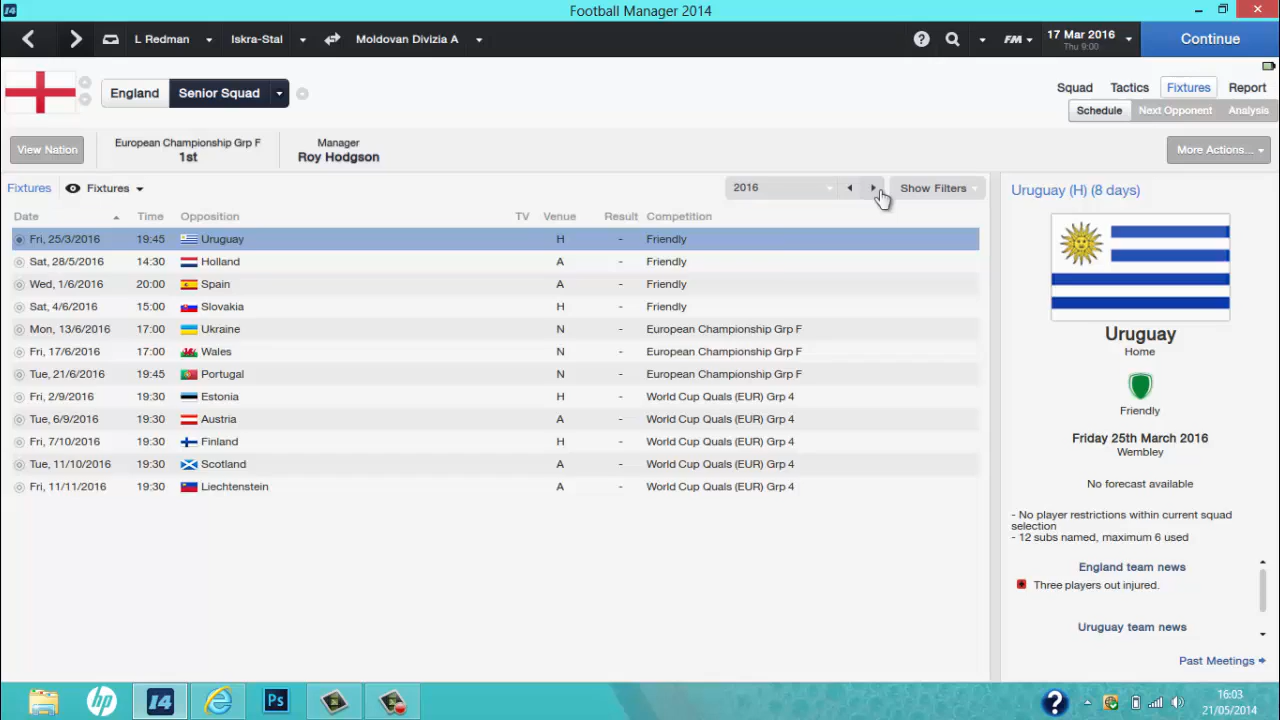 Football Manager 2014
L Redman Iskra-Stal Moldovan Divizia A FM 17 Mar 2016 Continue
Thu 9:00
England Senior Squad Squad Tactics Fixtures Report
Schedule Next Opponent Analysis
View Nation European Championship Grp F Manager More Actions...
1st Roy Hodgson
Fixtures Fixtures 2016 Show Filters Uruguay (H) (8 days)
Date Time Opposition TV Venue Result Competition
Fri, 25/3/2016 19:45 Uruguay H - Friendly
Sat, 28/5/2016 14:30 Holland A - Friendly
Wed, 1/6/2016 20:00 Spain A - Friendly
Sat, 4/6/2016 15:00 Slovakia H - Friendly
Mon, 13/6/2016 17:00 Ukraine N - European Championship Grp F
Fri, 17/6/2016 17:00 Wales N - European Championship Grp F
Tue, 21/6/2016 19:45 Portugal N - European Championship Grp F
Fri, 2/9/2016 19:30 Estonia H - World Cup Quals (EUR) Grp 4
Tue, 6/9/2016 19:30 Austria A - World Cup Quals (EUR) Grp 4
Fri, 7/10/2016 19:30 Finland H - World Cup Quals (EUR) Grp 4
Tue, 11/10/2016 19:30 Scotland A - World Cup Quals (EUR) Grp 4
Fri, 11/11/2016 19:30 Liechtenstein A - World Cup Quals (EUR) Grp 4
Uruguay
Home
Friendly
Friday 25th March 2016
Wembley
No forecast available
- No player restrictions within current squad
selection
- 12 subs named, maximum 6 used
England team news
Three players out injured.
Uruguay team news
Past Meetings
14 Ps ? 16:03
21/05/2014